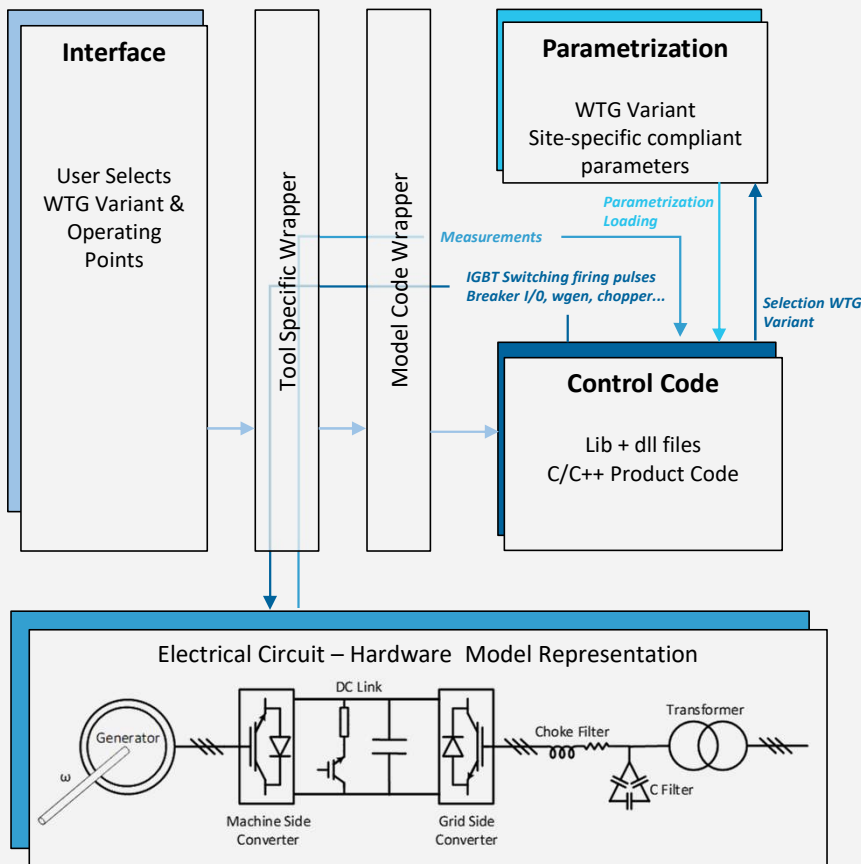 Interface
User Selects
WTG Variant &
Operating
Points
Tool Specific Wrapper
Model Code Wrapper
Parametrization
WTG Variant
Site-specific compliant
parameters
Parametrization
Loading
Measurements
IGBT Switching firing pulses
Breaker I/0, wgen, chopper...
Selection WTG
Variant
Control Code
Lib + dll files
C/C++ Product Code
Electrical Circuit – Hardware Model Representation
Generator
ω
DC Link
Machine Side
Converter
Grid Side
Converter
Choke Filter
C Filter
Transformer